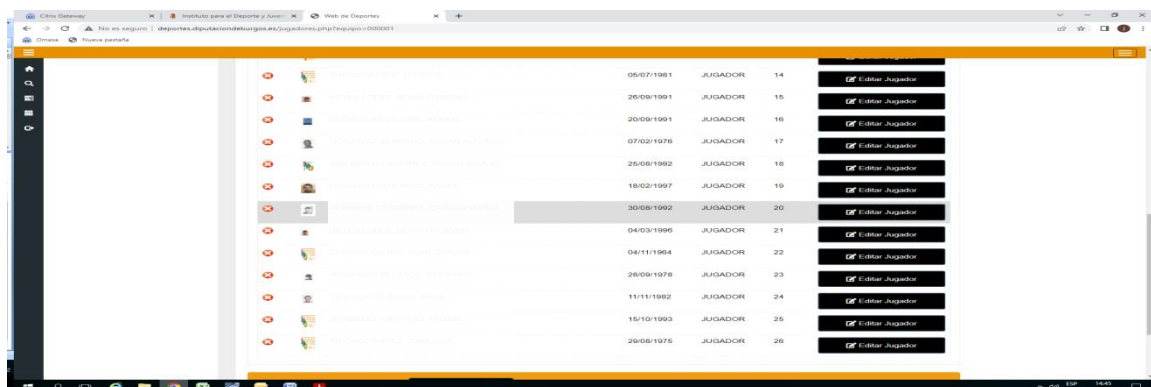 Citrix Gateway
Instituto para el Deporte y Juven
Web de Deportes
No es seguro | deportes.diputaciondeburgos.es/jugadores.php?equipo=000001
Omesa Nueva pestaña
05/07/1981 JUGADOR 14 Editar Jugador
26/09/1991 JUGADOR 15 Editar Jugador
20/09/1991 JUGADOR 16 Editar Jugador
07/02/1976 JUGADOR 17 Editar Jugador
25/08/1992 JUGADOR 18 Editar Jugador
18/02/1997 JUGADOR 19 Editar Jugador
30/08/1992 JUGADOR 20 Editar Jugador
04/03/1996 JUGADOR 21 Editar Jugador
04/11/1964 JUGADOR 22 Editar Jugador
28/09/1978 JUGADOR 23 Editar Jugador
11/11/1982 JUGADOR 24 Editar Jugador
15/10/1993 JUGADOR 25 Editar Jugador
29/08/1975 JUGADOR 26 Editar Jugador
ESP 14:45